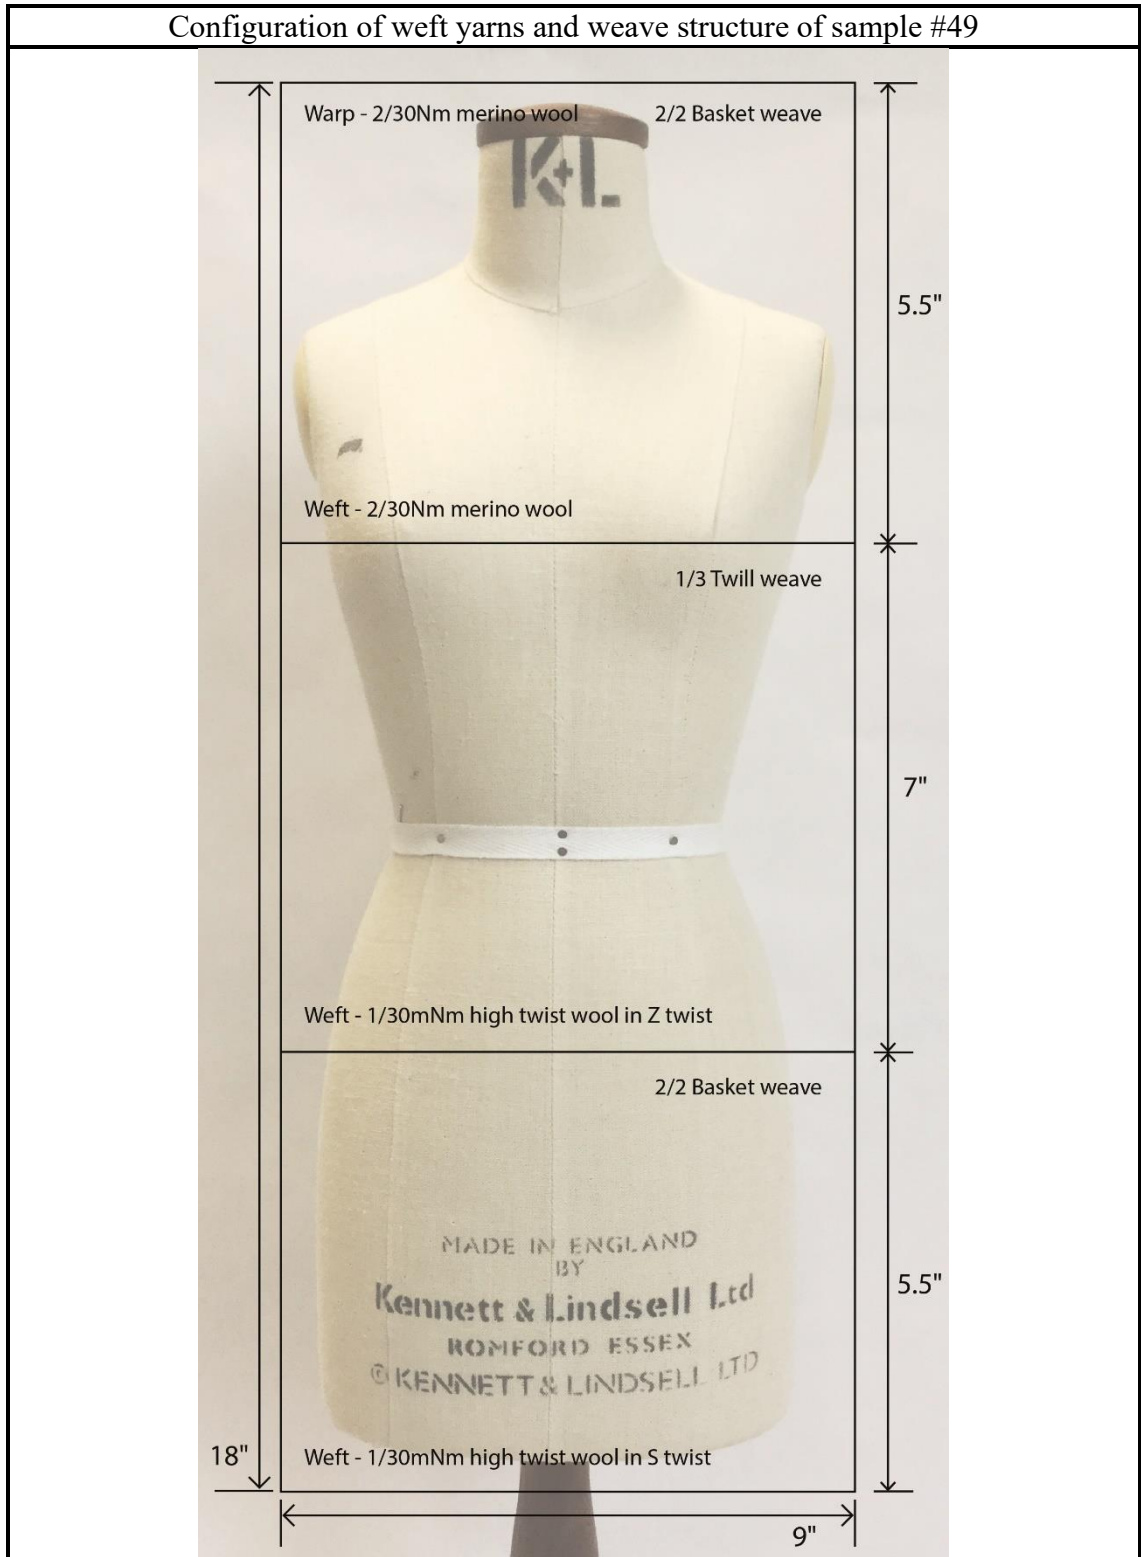 Configuration of weft yarns and weave structure of sample #49
Warp - 2/30Nm merino wool 2/2 Basket weave
K+L
5.5"
Weft - 2/30Nm merino wool
1/3 Twill weave
7"
Weft - 1/30mNm high twist wool in Z twist
2/2 Basket weave
MADE IN ENGLAND
BY
Kennett & Lindsell Ltd
5.5"
ROMFORD ESSEX
© KENNETT & LINDSELL LTD
18" Weft - 1/30mNm high twist wool in S twist
9"